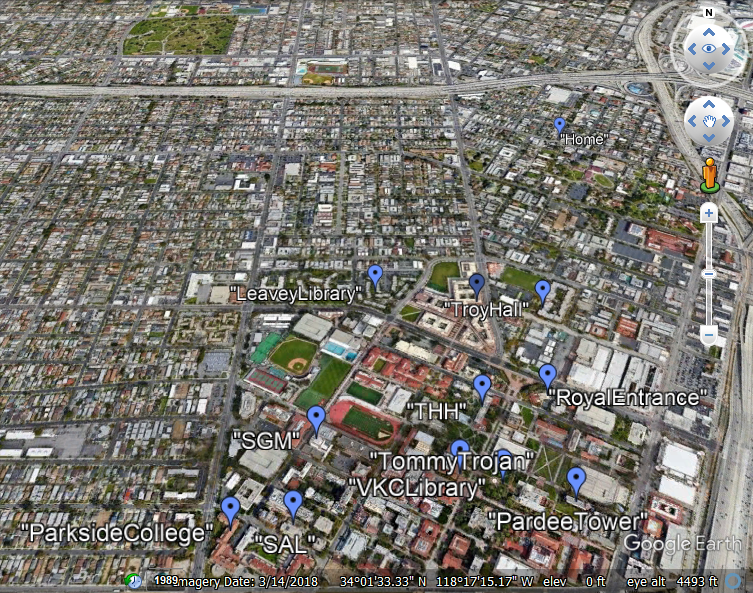 N
"Home"
"LeaveyLibrary"
"TroyHall"
"RoyalEntrance"
"THH"
"SGM"
"TommyTrojan"
"VKCLibrary"
"PardeeTower"
"ParksideCollege"
"SAL"
Google Earth
1989 Imagery Date: 3/14/2018 34°01'33.33" N 118°17'15.17" W elev 0 ft eye alt 4493 ft